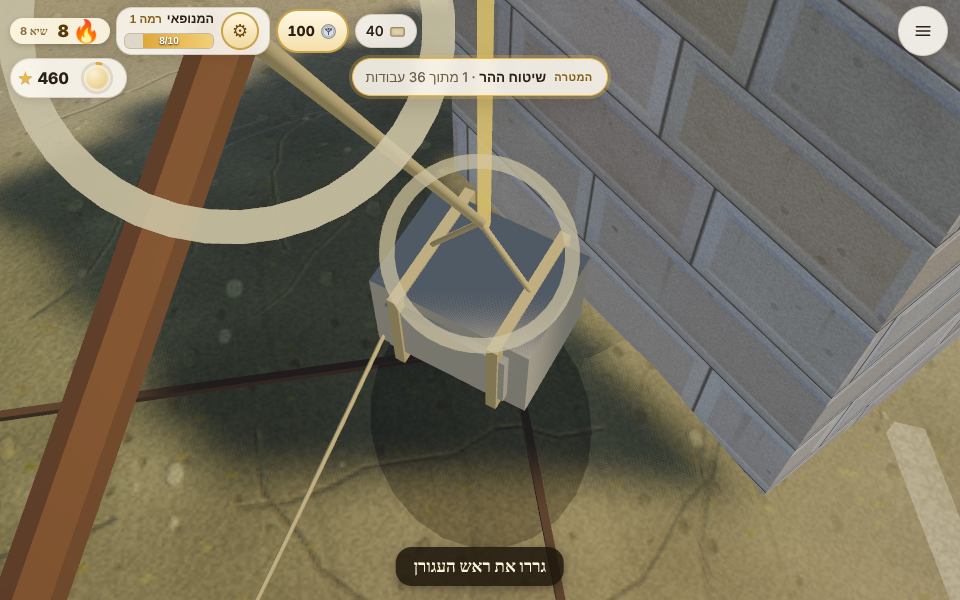 שיא 8 8
המנופאי רמה 1
8/10
100
40
460
המטרה שיטוח ההר · 1 מתוך 36 עבודות
גררו את ראש העגורן